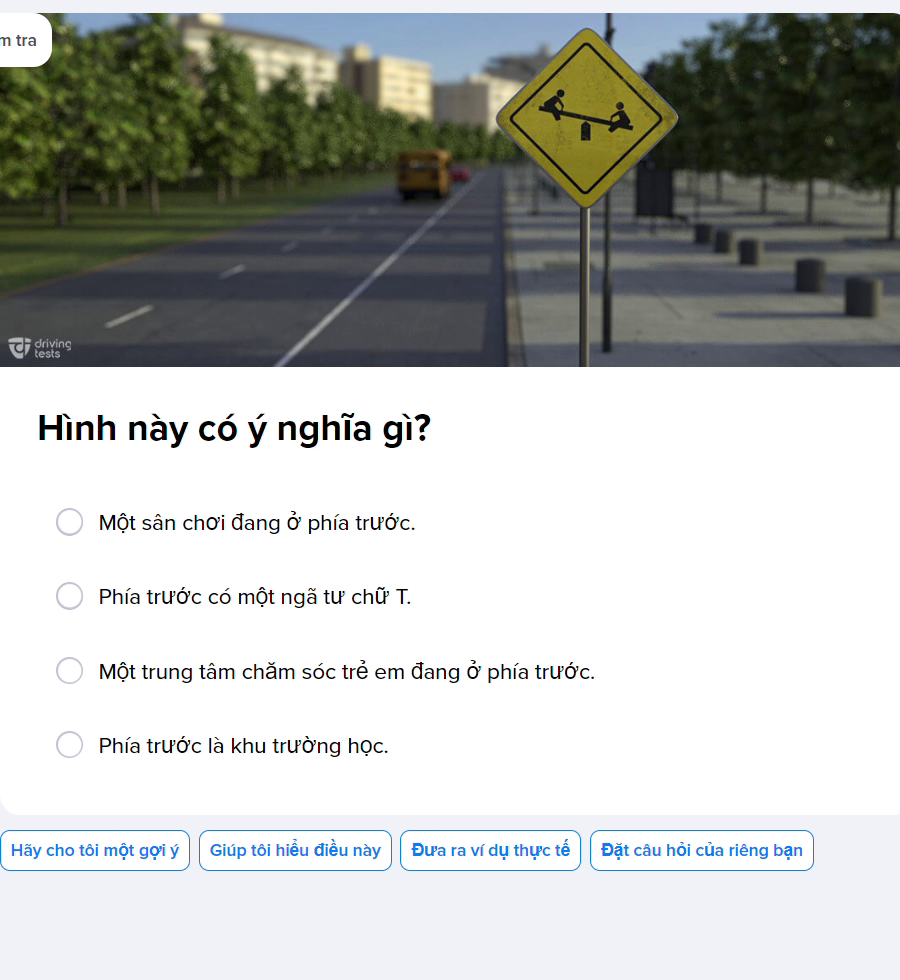 m tra
driving
tests
Hình này có ý nghĩa gì?
Một sân chơi đang ở phía trước.
Phía trước có một ngã tư chữ T.
Một trung tâm chăm sóc trẻ em đang ở phía trước.
Phía trước là khu trường học.
Hãy cho tôi một gợi ý
Giúp tôi hiểu điều này
Đưa ra ví dụ thực tế
Đặt câu hỏi của riêng bạn